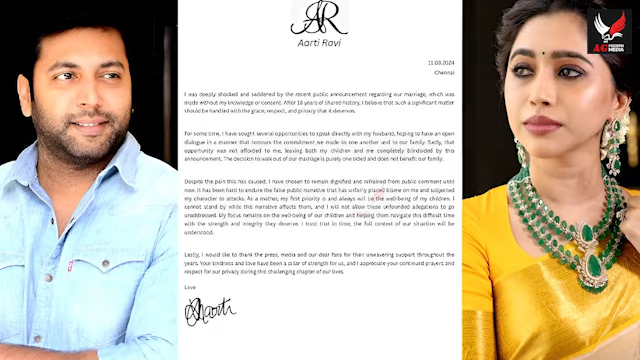 AR
Aarti Ravi
11.09.2024
Chennai
I was deeply shocked and saddened by the recent public announcement regarding our marriage, which was
made without my knowledge or consent. After 18 years of shared history, I believe that such a significant matter
should be handled with the grace, respect, and privacy that it deserves.
For some time, I have sought several opportunities to speak directly with my husband, hoping to have an open
dialogue in a manner that honours the commitment we made to one another and to our family. Sadly, that
opportunity was not afforded to me, leaving both my children and me completely blindsided by this
announcement. The decision to walk out of our marriage is purely one sided and does not benefit our family.
Despite the pain this has caused, I have chosen to remain dignified and refrained from public comment until
now. It has been hard to endure the false public narrative that has unfairly placed blame on me and subjected
my character to attacks. As a mother, my first priority is and always will be the well-being of my children. I
cannot stand by while this narrative affects them, and I will not allow these unfounded allegations to go
unaddressed. My focus remains on the well-being of our children and helping them navigate this difficult time
with the strength and integrity they deserve. I trust that in time, the full context of our situation will be
understood.
Lastly, I would like to thank the press, media and our dear fans for their unwavering support throughout the
years. Your kindness and love have been a pillar of strength for us, and I appreciate your continued prayers and
respect for our privacy during this challenging chapter of our lives.
Love
Aarti
AG MODERN
MEDIA